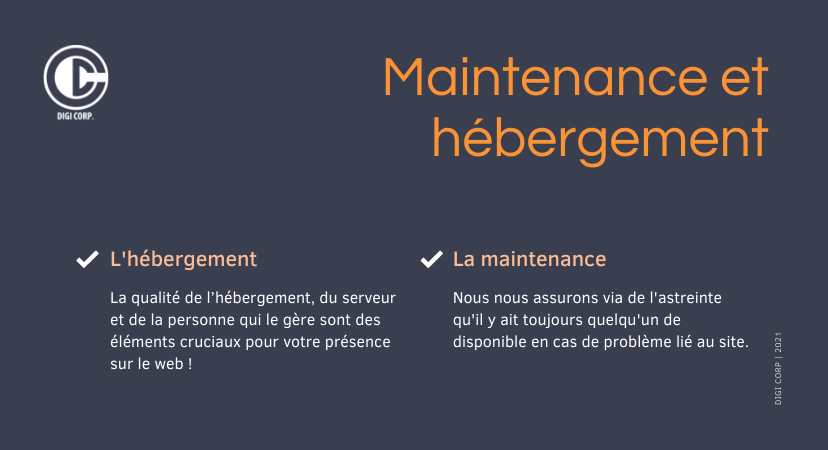 DIGI CORP.
Maintenance et
hébergement
L'hébergement
La qualité de l'hébergement, du serveur
et de la personne qui le gère sont des
éléments cruciaux pour votre présence
sur le web !
La maintenance
Nous nous assurons via de l'astreinte
qu'il y ait toujours quelqu'un de
disponible en cas de problème lié au site.
DIGI CORP | 2021